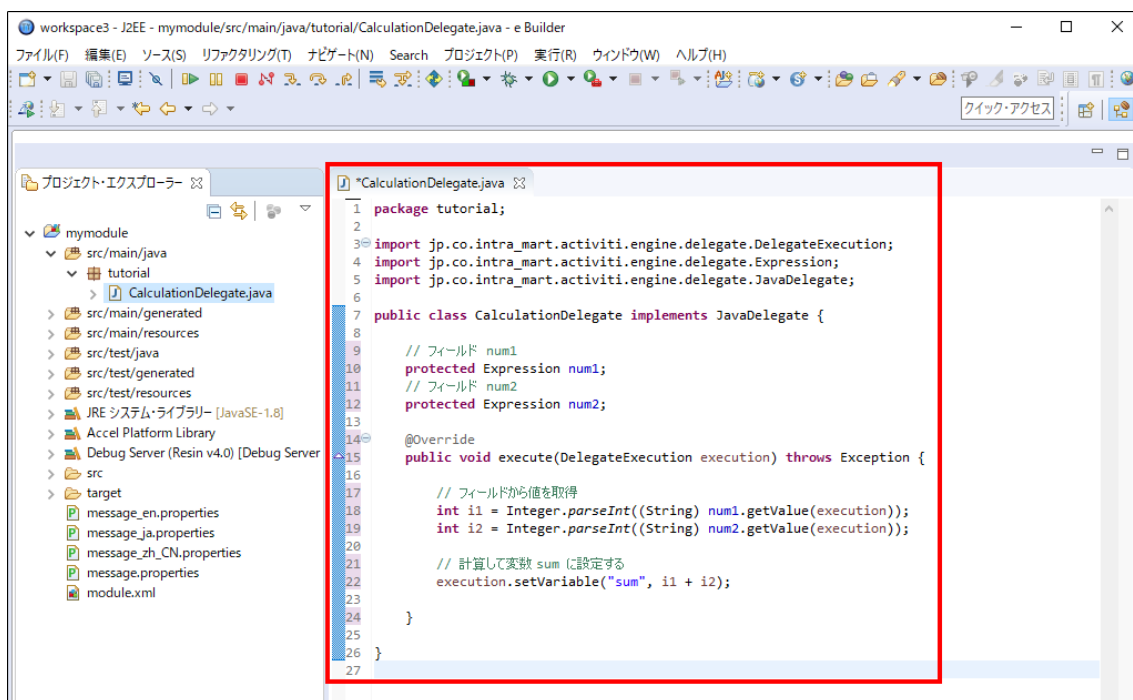 workspace3 - J2EE - mymodule/src/main/java/tutorial/CalculationDelegate.java - e Builder
ファイル(F) 編集(E) ソース(S) リファクタリング(T) ナビゲート(N) Search プロジェクト(P) 実行(R) ウィンドウ(W) ヘルプ(H)
クイック・アクセス
プロジェクト・エクスプローラー
mymodule
src/main/java
tutorial
CalculationDelegate.java
src/main/generated
src/main/resources
src/test/java
src/test/generated
src/test/resources
JRE システム・ライブラリー [JavaSE-1.8]
Accel Platform Library
Debug Server (Resin v4.0) [Debug Server
src
target
message_en.properties
message_ja.properties
message_zh_CN.properties
message.properties
module.xml
*CalculationDelegate.java
1 package tutorial;
2
3 import jp.co.intra_mart.activiti.engine.delegate.DelegateExecution;
4 import jp.co.intra_mart.activiti.engine.delegate.Expression;
5 import jp.co.intra_mart.activiti.engine.delegate.JavaDelegate;
6
7 public class CalculationDelegate implements JavaDelegate {
8
9 // フィールド num1
10 protected Expression num1;
11 // フィールド num2
12 protected Expression num2;
13
14 @Override
15 public void execute(DelegateExecution execution) throws Exception {
16
17 // フィールドから値を取得
18 int i1 = Integer.parseInt((String) num1.getValue(execution));
19 int i2 = Integer.parseInt((String) num2.getValue(execution));
20
21 // 計算して変数 sum に設定する
22 execution.setVariable("sum", i1 + i2);
23
24 }
25
26 }
27